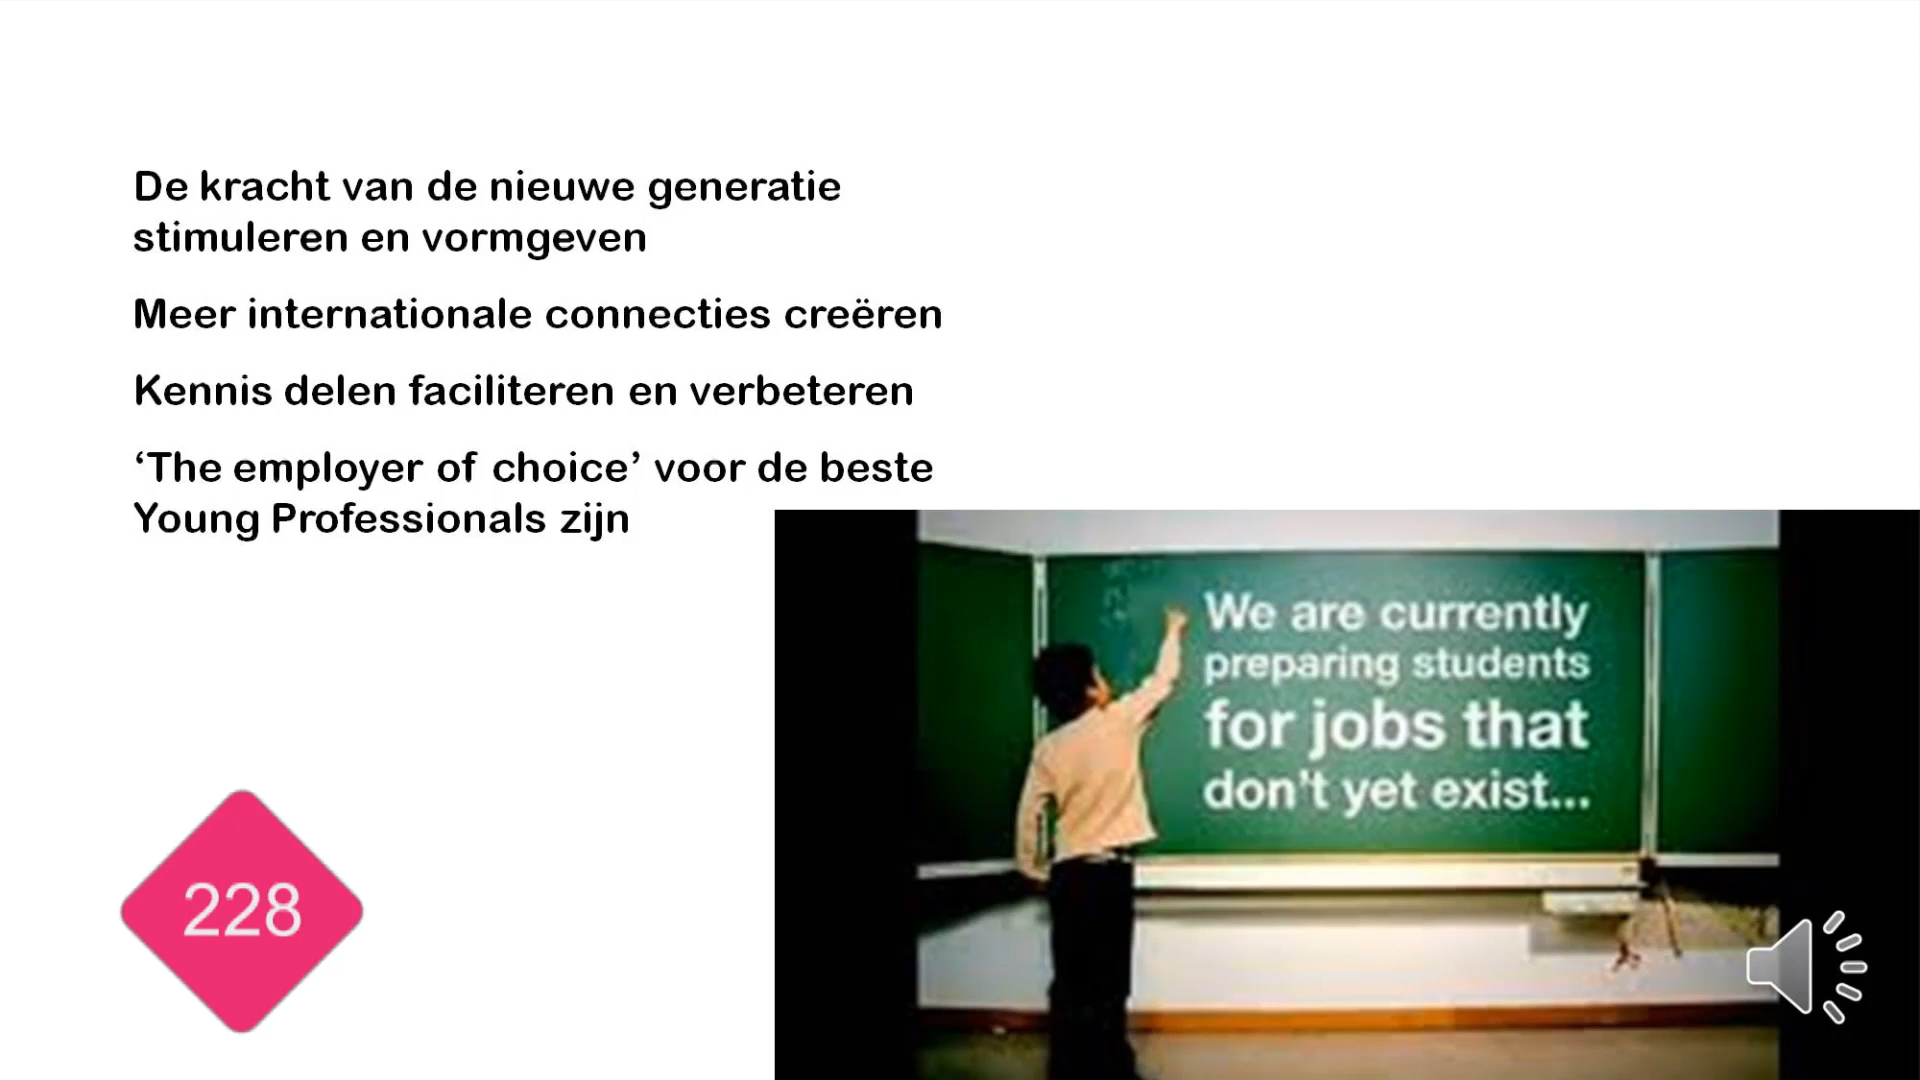 De kracht van de nieuwe generatie
stimuleren en vormgeven
Meer internationale connecties creëren
Kennis delen faciliteren en verbeteren
‘The employer of choice’ voor de beste
Young Professionals zijn
We are currently
preparing students
for jobs that
don't yet exist...
228